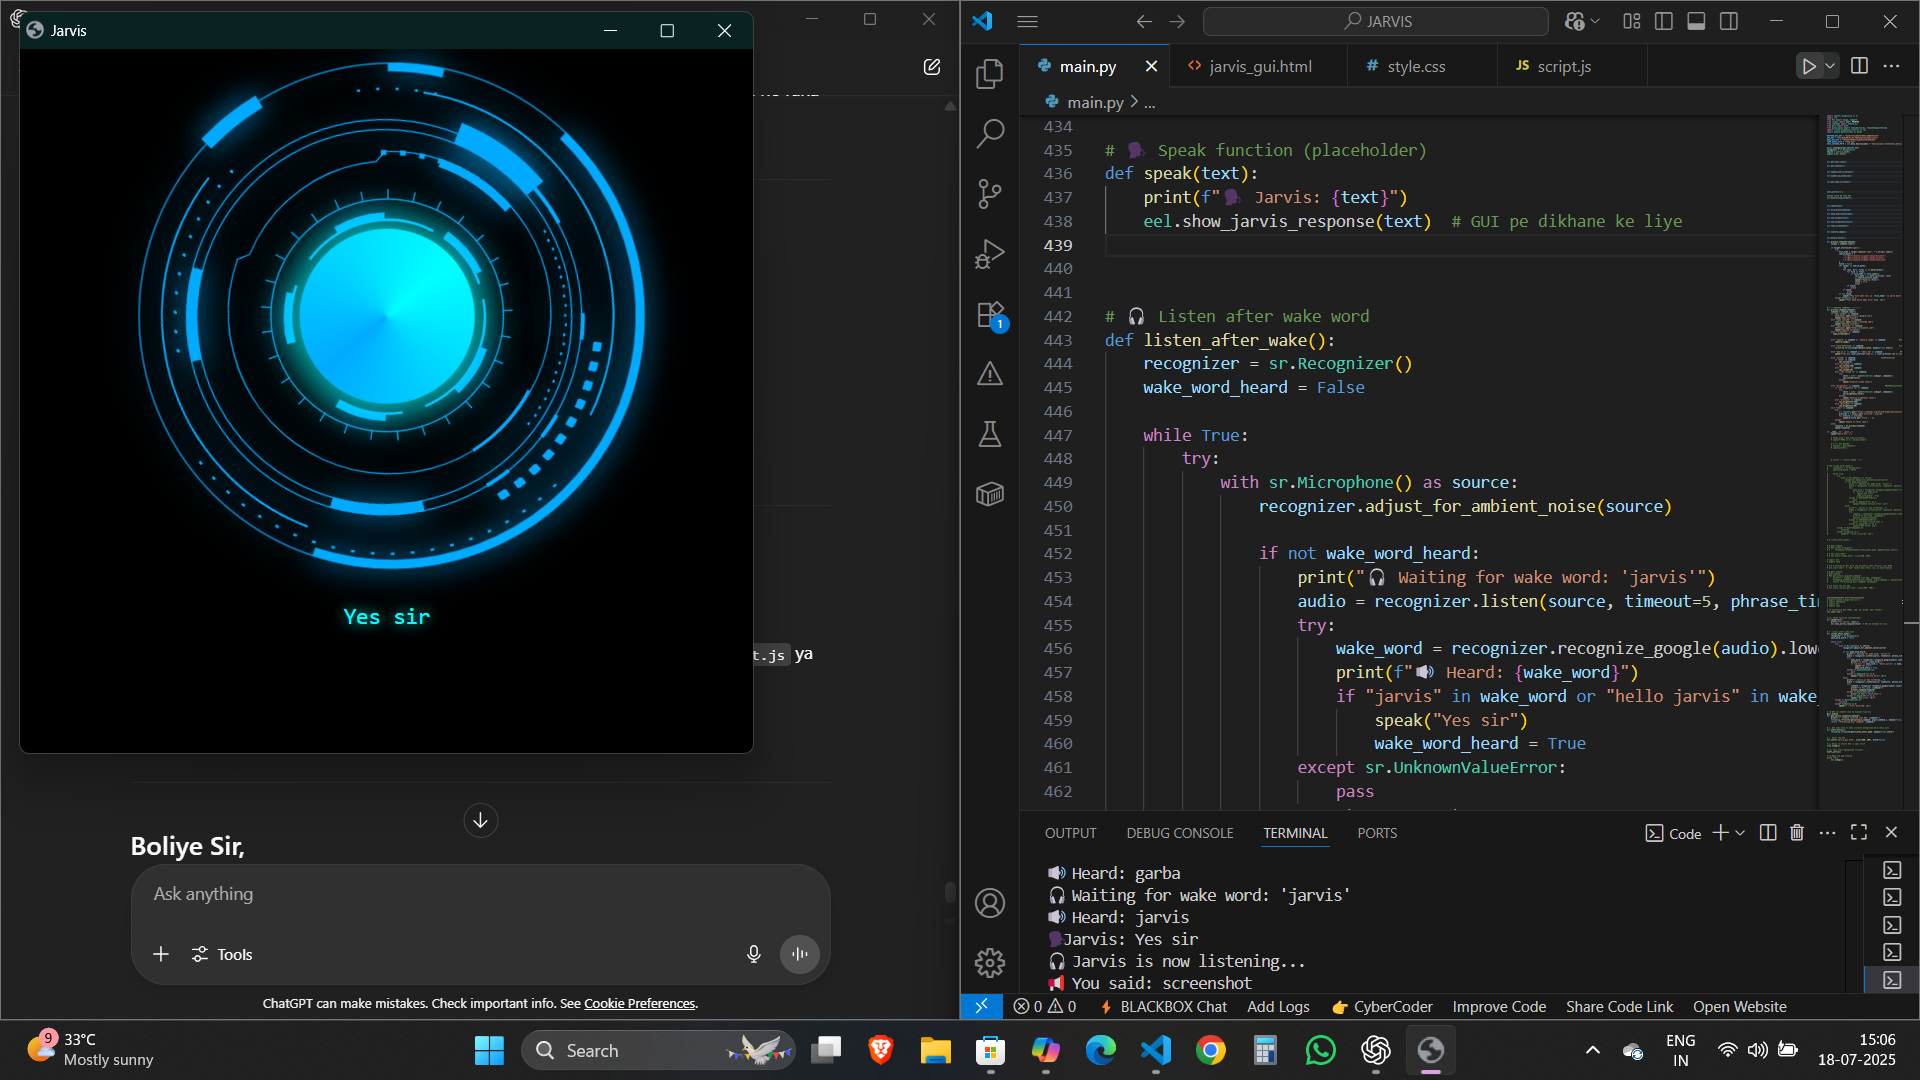 Jarvis
Yes sir
t.js ya
Boliye Sir,
Ask anything
Tools
ChatGPT can make mistakes. Check important info. See Cookie Preferences.
JARVIS
main.py
jarvis_gui.html
style.css
JS script.js
main.py > ...
434
435 # 🗣 Speak function (placeholder)
436 def speak(text):
437 print(f"🗣 Jarvis: {text}")
438 eel.show_jarvis_response(text) # GUI pe dikhane ke liye
439
440
441
442 # 🎧 Listen after wake word
443 def listen_after_wake():
444 recognizer = sr.Recognizer()
445 wake_word_heard = False
446
447 while True:
448 try:
449 with sr.Microphone() as source:
450 recognizer.adjust_for_ambient_noise(source)
451
452 if not wake_word_heard:
453 print("🎧 Waiting for wake word: 'jarvis'")
454 audio = recognizer.listen(source, timeout=5, phrase_ti
455 try:
456 wake_word = recognizer.recognize_google(audio).low
457 print(f"🔊 Heard: {wake_word}")
458 if "jarvis" in wake_word or "hello jarvis" in wake_
459 speak("Yes sir")
460 wake_word_heard = True
461 except sr.UnknownValueError:
462 pass
1
OUTPUT DEBUG CONSOLE TERMINAL PORTS
Code
🔊 Heard: garba
🎧 Waiting for wake word: 'jarvis'
🔊 Heard: jarvis
🗣Jarvis: Yes sir
🎧 Jarvis is now listening...
📢 You said: screenshot
0 0 BLACKBOX Chat Add Logs 👉 CyberCoder Improve Code Share Code Link Open Website
9
33°C
Mostly sunny
Search
ENG
IN
15:06
18-07-2025